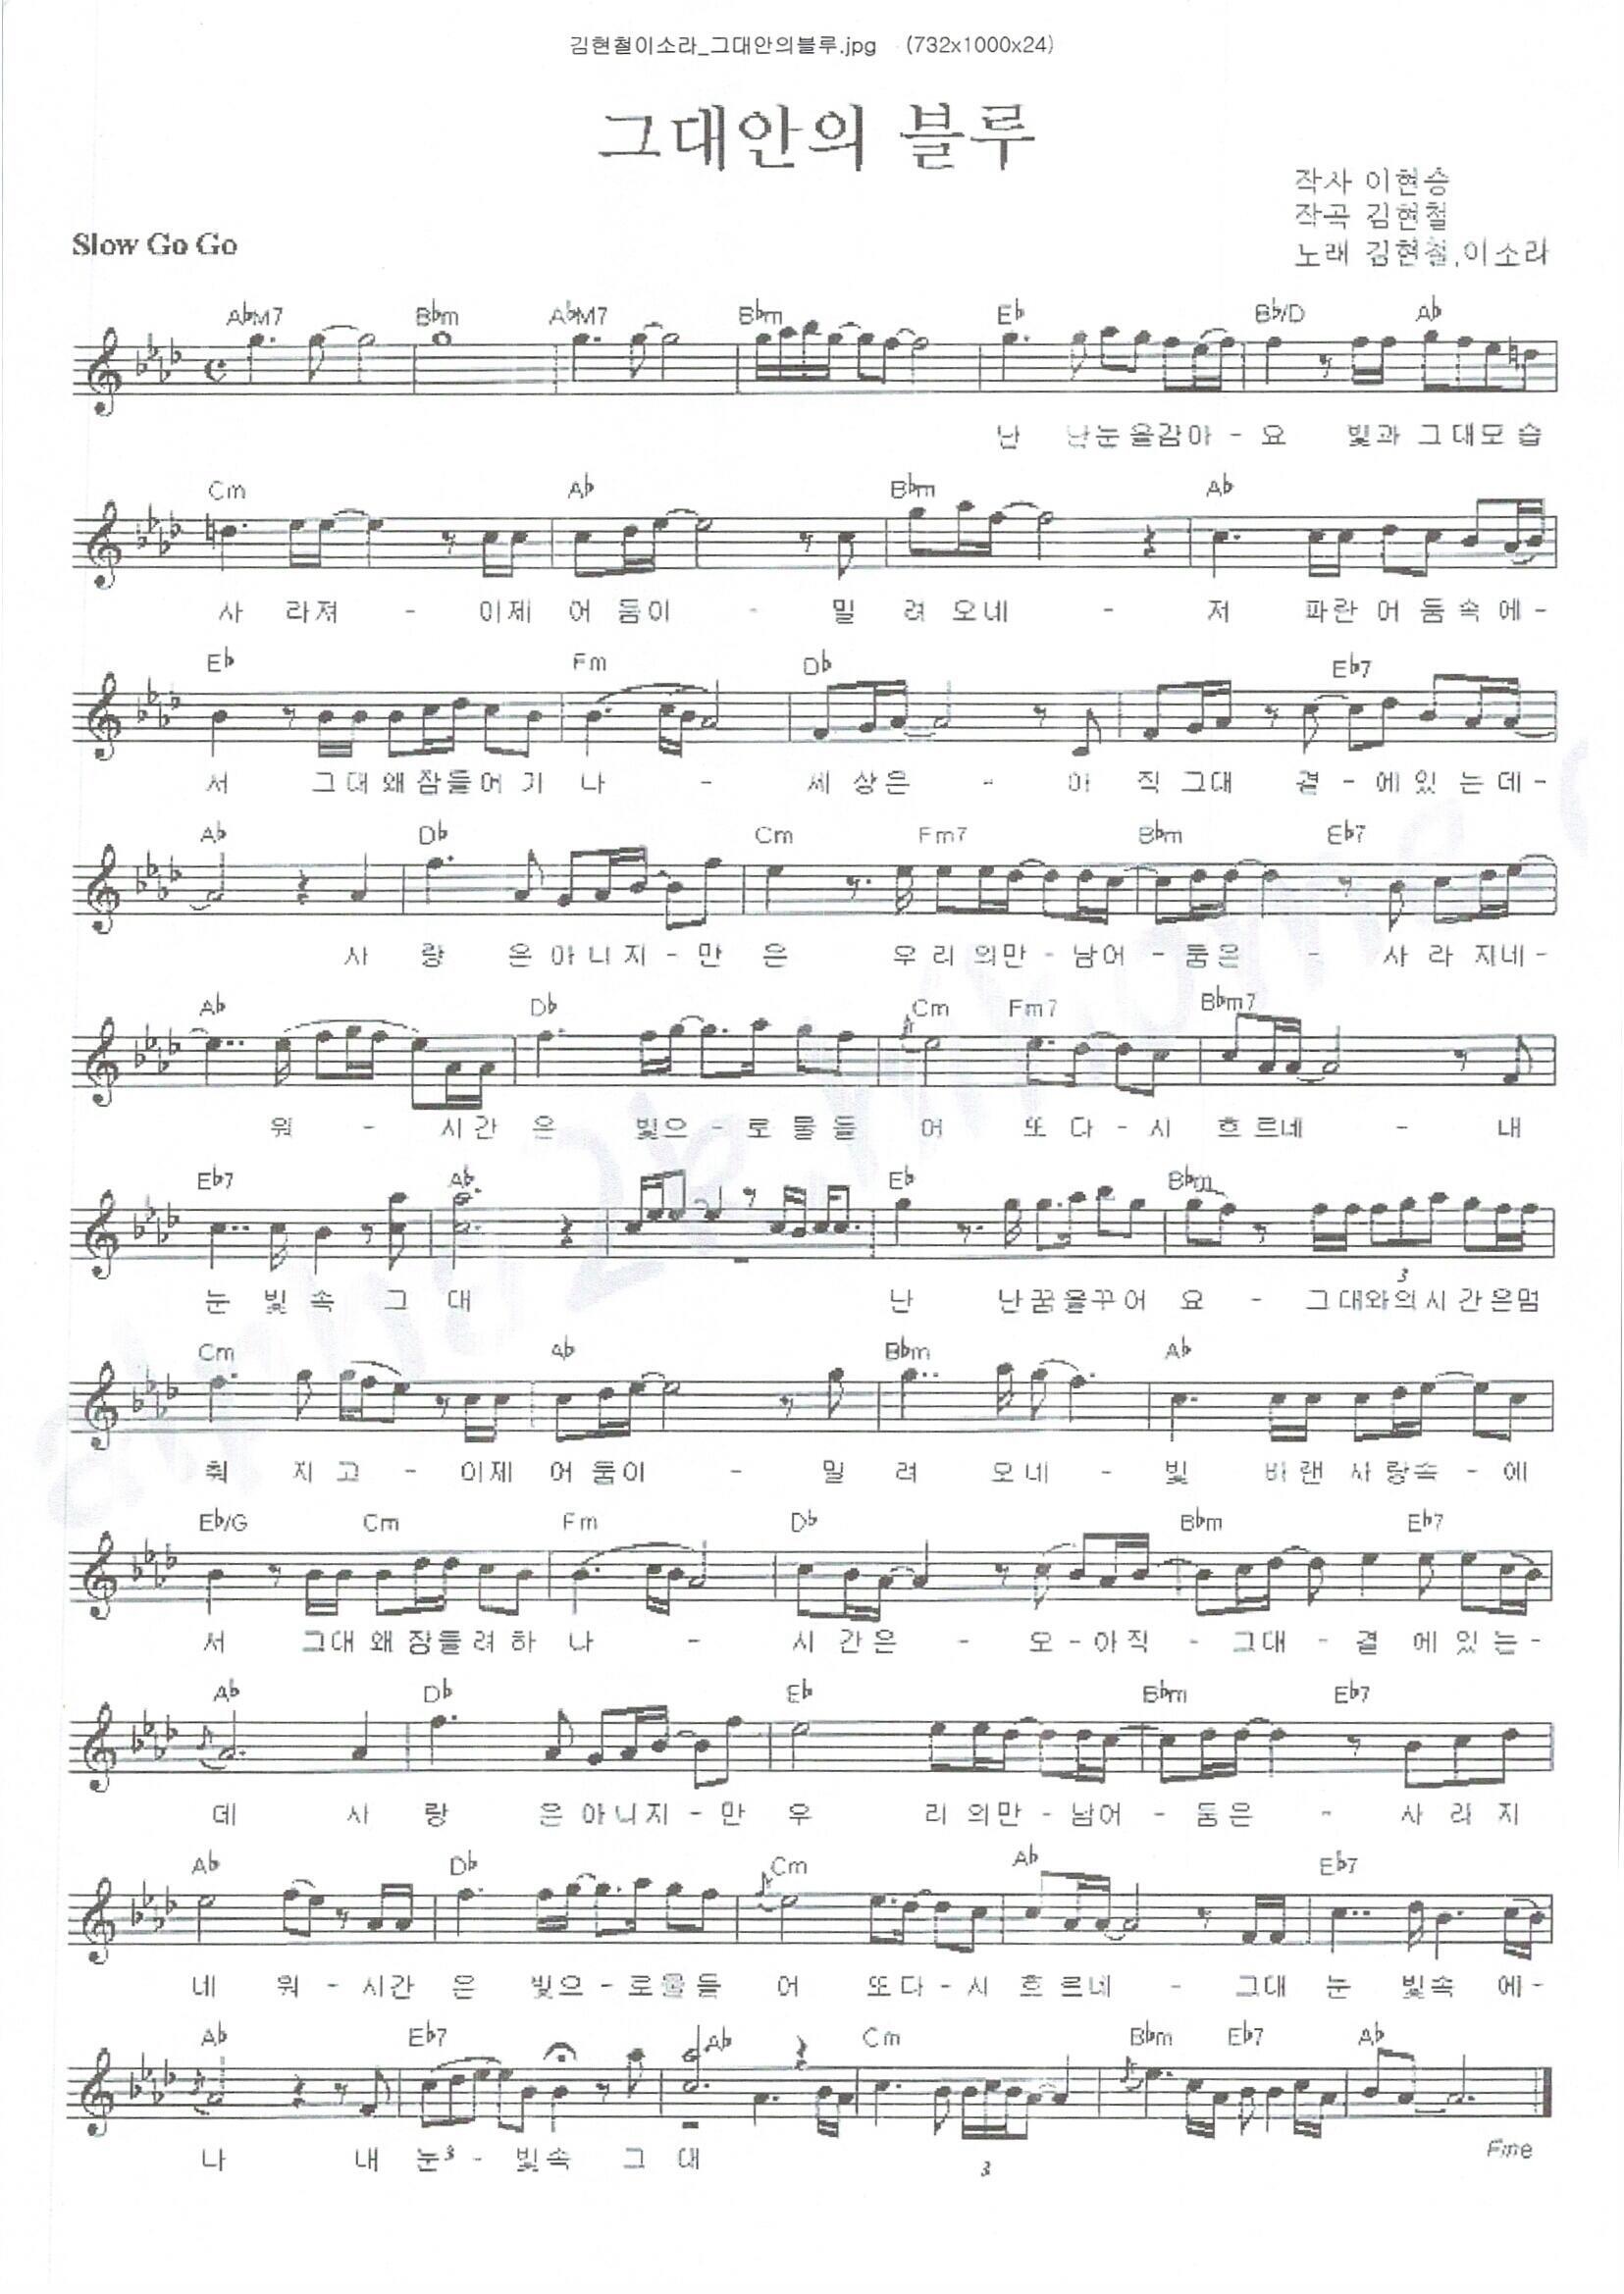 김현철이소라_그대안의블루.jpg (732x1000x24)
그대안의 블루
작사 이현승
작곡 김현철
노래 김현철,이소라
Slow Go Go
A♭M7 B♭m A♭M7 B♭m E♭ B♭/D A♭
난 난눈을감아-요 빛과 그대모습
Cm A♭ B♭m A♭
사 라져 - 이제 어 둠이 - 밀 려 오네 - 저 파란 어 둠속 에-
E♭ Fm D♭ E♭7
서 그대 왜 잠들어 가 나 - 세 상은 - 아 직 그대 곁-에있 는데-
A♭ D♭ Cm Fm7 B♭m E♭7
사 랑 은 아니지-만 은 우리 의만-남어-둠은 - 사 라 지네-
A♭ D♭ Cm Fm7 B♭m7
워 - 시간 은 빛으-로 물 들 어 또 다-시 흐르네 - 내
E♭7 A♭ E♭ B♭m
눈 빛 속 그 대 난 난꿈을꾸어 요 - 그대와의시간은멈
3
Cm A♭ B♭m A♭
춰 지 고 - 이제 어 둠이 - 밀 려 오 네 - 빛 바랜 사 랑속 - 에
E♭/G Cm Fm D♭ B♭m E♭7
서 그대 왜 잠들 려 하 나 - 시 간은 - 오-아직 - 그대-곁 에 있 는-
A♭ D♭ E♭ B♭m E♭7
데 사 랑 은 아니지-만 우 리 의만-남어-둠은 - 사 라 지
A♭ D♭ Cm A♭ E♭7
네 워 - 시간 은 빛으-로물들 어 또다-시 흐 르네 - 그대 눈 빛속 에-
A♭ E♭7 A♭ Cm B♭m E♭7 A♭
나 내 눈3 - 빛속 그 대
3
Fine